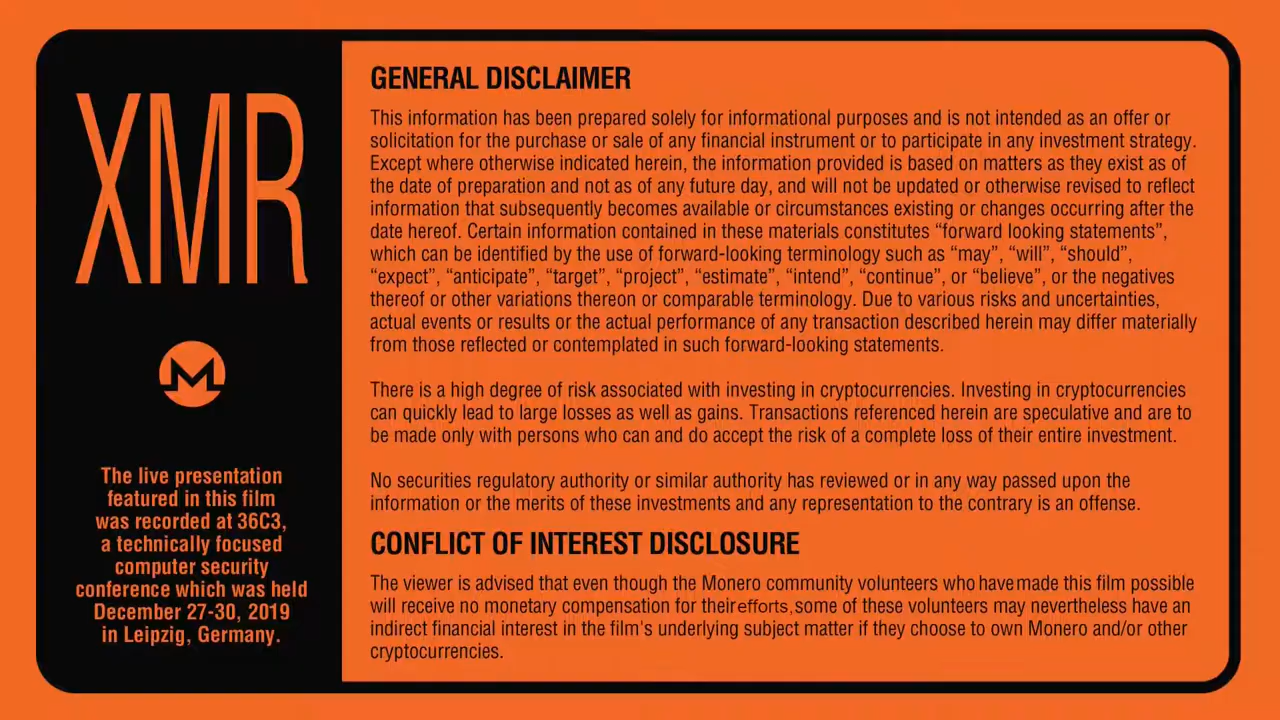 XMR
The live presentation
featured in this film
was recorded at 36C3,
a technically focused
computer security
conference which was held
December 27-30, 2019
in Leipzig, Germany.
GENERAL DISCLAIMER
This information has been prepared solely for informational purposes and is not intended as an offer or
solicitation for the purchase or sale of any financial instrument or to participate in any investment strategy.
Except where otherwise indicated herein, the information provided is based on matters as they exist as of
the date of preparation and not as of any future day, and will not be updated or otherwise revised to reflect
information that subsequently becomes available or circumstances existing or changes occurring after the
date hereof. Certain information contained in these materials constitutes “forward looking statements”,
which can be identified by the use of forward-looking terminology such as “may”, “will”, “should”,
“expect”, “anticipate”, “target”, “project”, “estimate”, “intend”, “continue”, or “believe”, or the negatives
thereof or other variations thereon or comparable terminology. Due to various risks and uncertainties,
actual events or results or the actual performance of any transaction described herein may differ materially
from those reflected or contemplated in such forward-looking statements.
There is a high degree of risk associated with investing in cryptocurrencies. Investing in cryptocurrencies
can quickly lead to large losses as well as gains. Transactions referenced herein are speculative and are to
be made only with persons who can and do accept the risk of a complete loss of their entire investment.
No securities regulatory authority or similar authority has reviewed or in any way passed upon the
information or the merits of these investments and any representation to the contrary is an offense.
CONFLICT OF INTEREST DISCLOSURE
The viewer is advised that even though the Monero community volunteers who have made this film possible
will receive no monetary compensation for their efforts, some of these volunteers may nevertheless have an
indirect financial interest in the film's underlying subject matter if they choose to own Monero and/or other
cryptocurrencies.